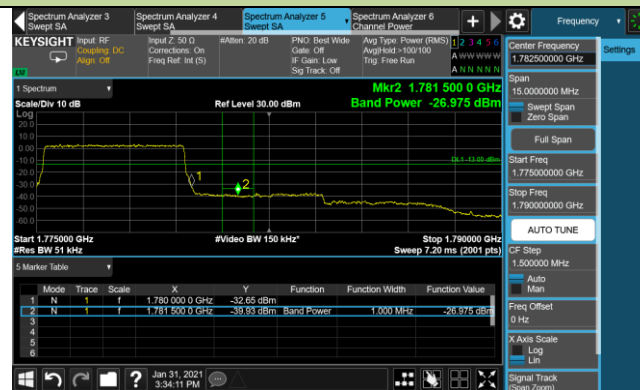 Spectrum Analyzer 3
Swept SA
Spectrum Analyzer 4
Swept SA
Spectrum Analyzer 5
Swept SA
Spectrum Analyzer 6
Channel Power
+
Frequency
KEYSIGHT
Input: RF
Coupling: DC
Align: Off
Input Z: 50 Ω
Corrections: On
Freq Ref: Int (S)
#Atten: 20 dB
PNO: Best Wide
Gate: Off
IF Gain: Low
Sig Track: Off
Avg Type: Power (RMS)
Avg|Hold:>100/100
Trig: Free Run
1 2 3 4 5 6
A W W W W W
A N N N N N
LXI
1 Spectrum
Scale/Div 10 dB
Ref Level 30.00 dBm
Mkr2 1.781 500 0 GHz
Band Power -26.975 dBm
Log
20.0
10.0
0.00
-10.0
-20.0
-30.0
-40.0
-50.0
-60.0
DL1 -13.00 dBm
1
2
Start 1.775000 GHz
#Video BW 150 kHz*
Stop 1.790000 GHz
#Res BW 51 kHz
Sweep 7.20 ms (2001 pts)
5 Marker Table
Mode Trace Scale X Y Function Function Width Function Value
1 N 1 f 1.780 000 0 GHz -32.65 dBm
2 N 1 f 1.781 500 0 GHz -39.93 dBm Band Power 1.000 MHz -26.975 dBm
3
4
5
6
Jan 31, 2021
3:34:11 PM
?
Center Frequency
1.782500000 GHz
Settings
Span
15.0000000 MHz
Swept Span
Zero Span
Full Span
Start Freq
1.775000000 GHz
Stop Freq
1.790000000 GHz
AUTO TUNE
CF Step
1.500000 MHz
Auto
Man
Freq Offset
0 Hz
X Axis Scale
Log
Lin
Signal Track
(Span Zoom)